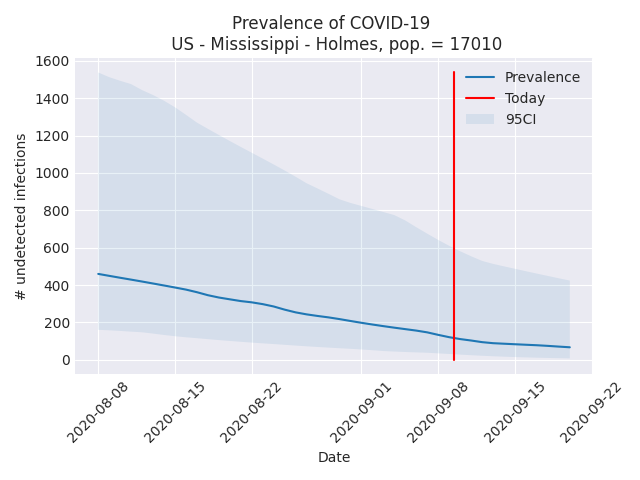 Prevalence of COVID-19
US - Mississippi - Holmes, pop. = 17010
# undetected infections
1600
1400
1200
1000
800
600
400
200
0
Prevalence
Today
95CI
2020-08-08
2020-08-15
2020-08-22
2020-09-01
2020-09-08
2020-09-15
2020-09-22
Date